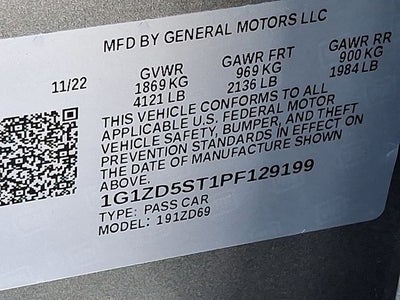 MFD BY GENERAL MOTORS LLC
11/22 GVWR GAWR FRT GAWR RR
1869 KG 969 KG 900 KG
4121 LB 2136 LB 1984 LB
THIS VEHICLE CONFORMS TO ALL
APPLICABLE U.S. FEDERAL MOTOR
VEHICLE SAFETY, BUMPER, AND THEFT
PREVENTION STANDARDS IN EFFECT ON
THE DATE OF MANUFACTURE SHOWN
ABOVE.
1G1ZD5ST1PF129199
TYPE: PASS CAR
MODEL: 191ZD69